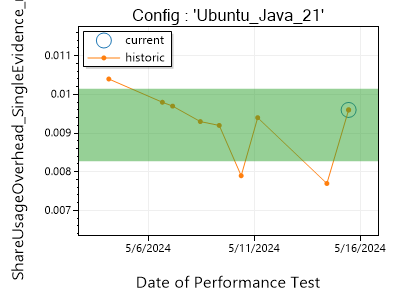 Config : 'Ubuntu_Java_21'
current
historic
ShareUsageOverhead_SingleEvidence_
0.011
0.01
0.009
0.008
0.007
5/6/2024
5/11/2024
5/16/2024
Date of Performance Test